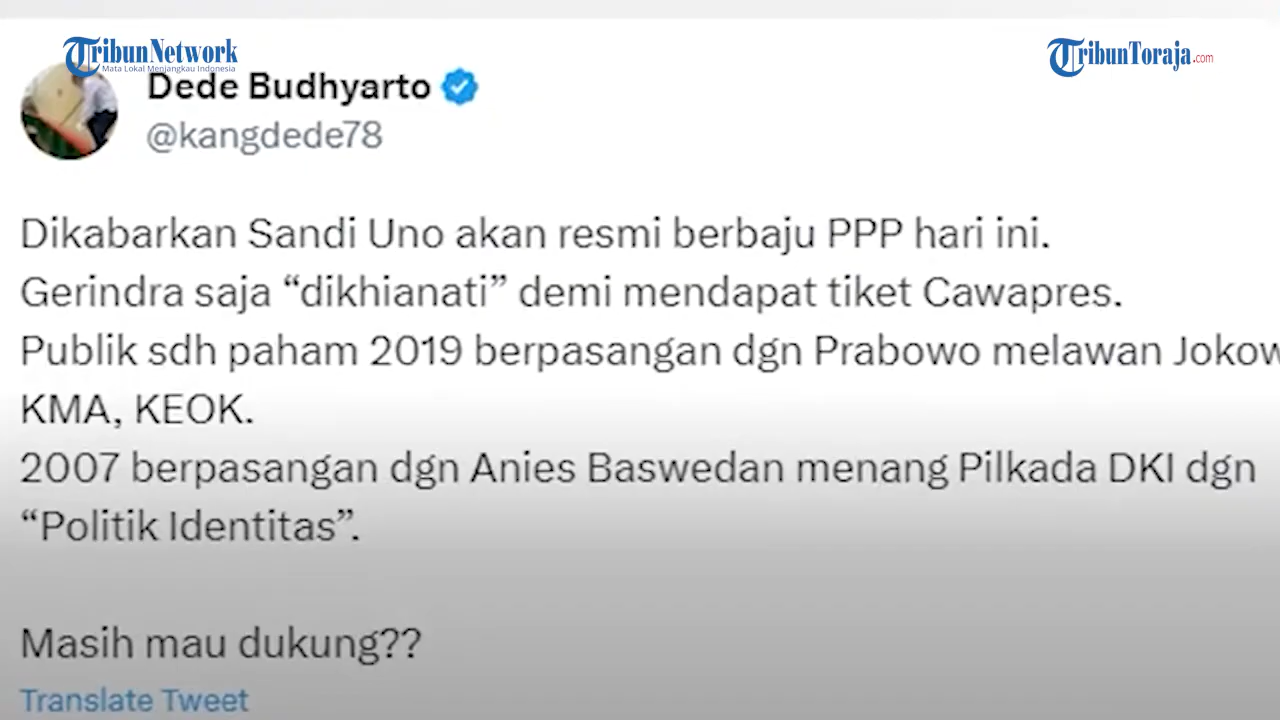 TribunNetwork
Mata Lokal Menjangkau Indonesia
TribunToraja.com
Dede Budhyarto
@kangdede78
Dikabarkan Sandi Uno akan resmi berbaju PPP hari ini.
Gerindra saja “dikhianati” demi mendapat tiket Cawapres.
Publik sdh paham 2019 berpasangan dgn Prabowo melawan Jokow
KMA, KEOK.
2007 berpasangan dgn Anies Baswedan menang Pilkada DKI dgn
“Politik Identitas”.
Masih mau dukung??
Translate Tweet